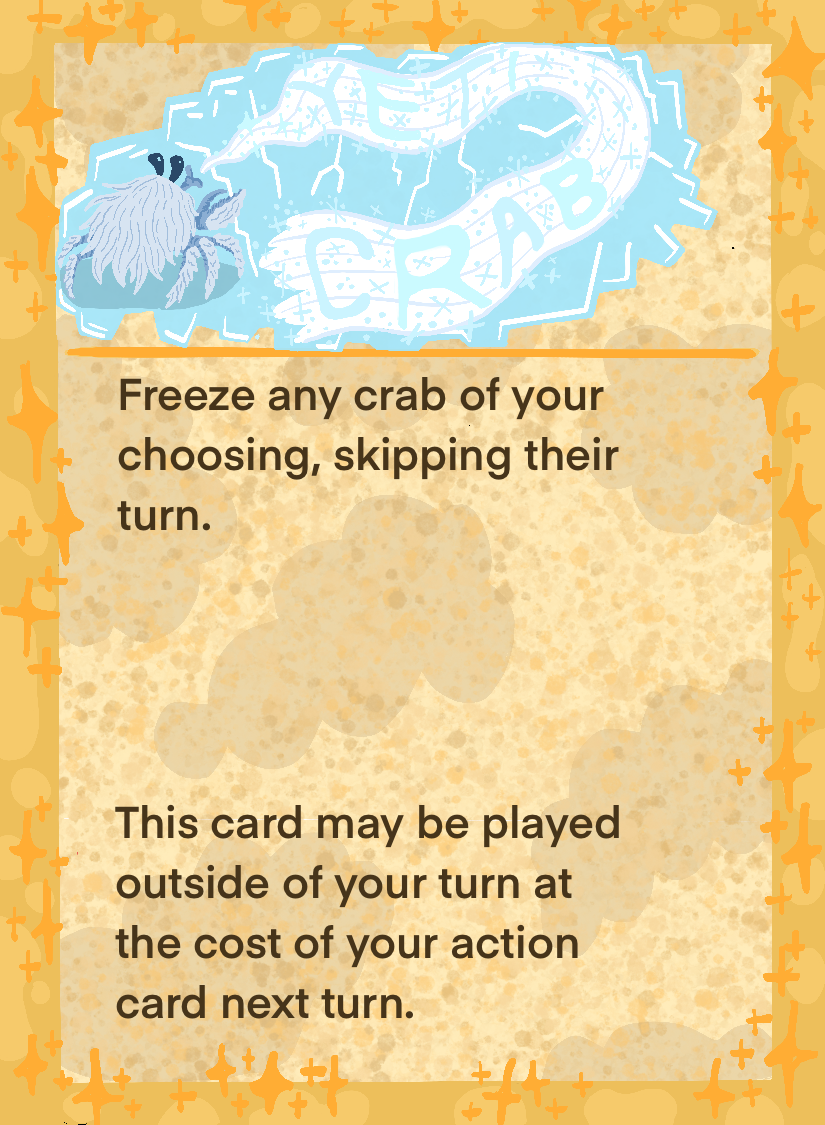 YETI
CRAB
Freeze any crab of your
choosing, skipping their
turn.
This card may be played
outside of your turn at
the cost of your action
card next turn.